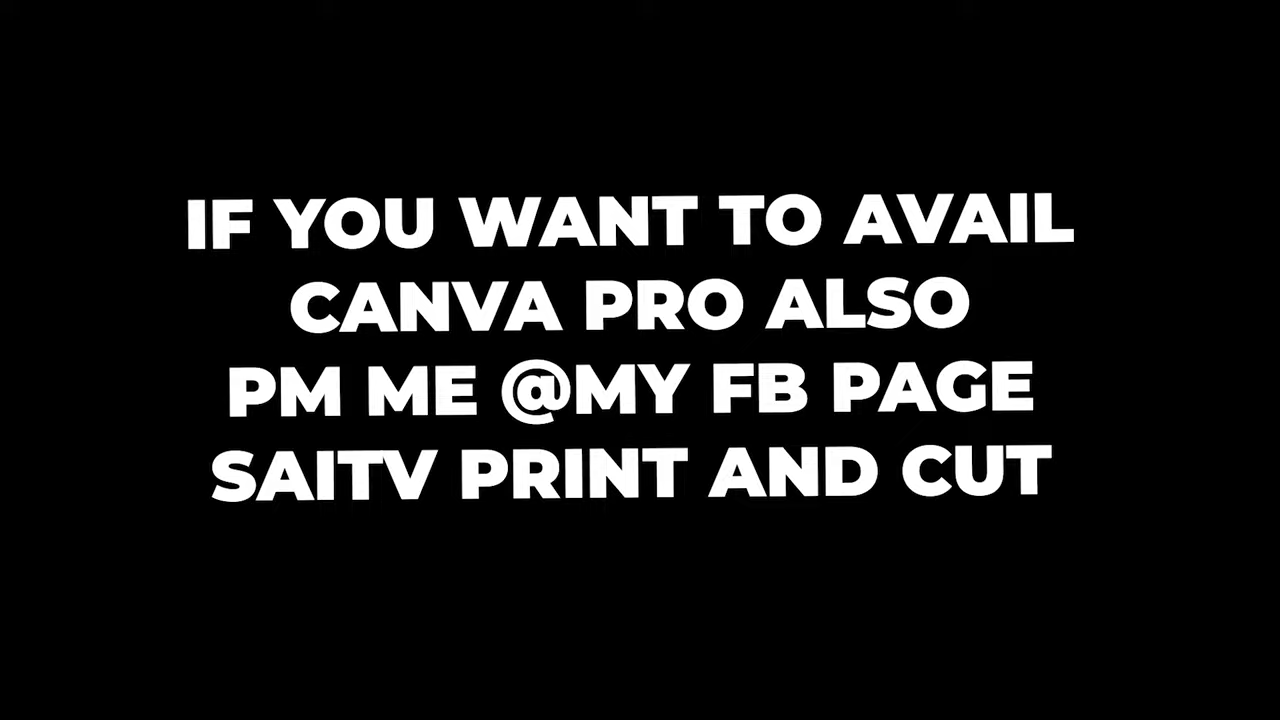 IF YOU WANT TO AVAIL
CANVA PRO ALSO
PM ME @MY FB PAGE
SAITV PRINT AND CUT